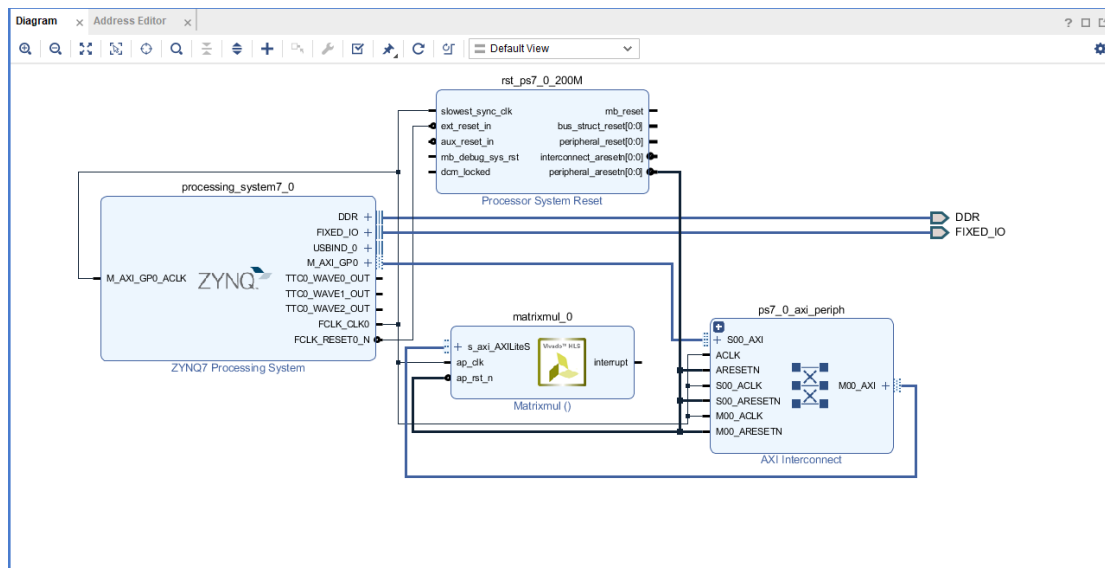 Diagram
Address Editor
Default View
rst_ps7_0_200M
slowest_sync_clk
ext_reset_in
aux_reset_in
mb_debug_sys_rst
dcm_locked
mb_reset
bus_struct_reset[0:0]
peripheral_reset[0:0]
interconnect_aresetn[0:0]
peripheral_aresetn[0:0]
Processor System Reset
processing_system7_0
M_AXI_GP0_ACLK
ZYNQ
DDR
FIXED_IO
USBIND_0
M_AXI_GP0
TTC0_WAVE0_OUT
TTC0_WAVE1_OUT
TTC0_WAVE2_OUT
FCLK_CLK0
FCLK_RESET0_N
ZYNQ7 Processing System
DDR
FIXED_IO
matrixmul_0
s_axi_AXILiteS
ap_clk
ap_rst_n
Vivado™ HLS
interrupt
Matrixmul ()
ps7_0_axi_periph
S00_AXI
ACLK
ARESETN
S00_ACLK
S00_ARESETN
M00_ACLK
M00_ARESETN
M00_AXI
AXI Interconnect